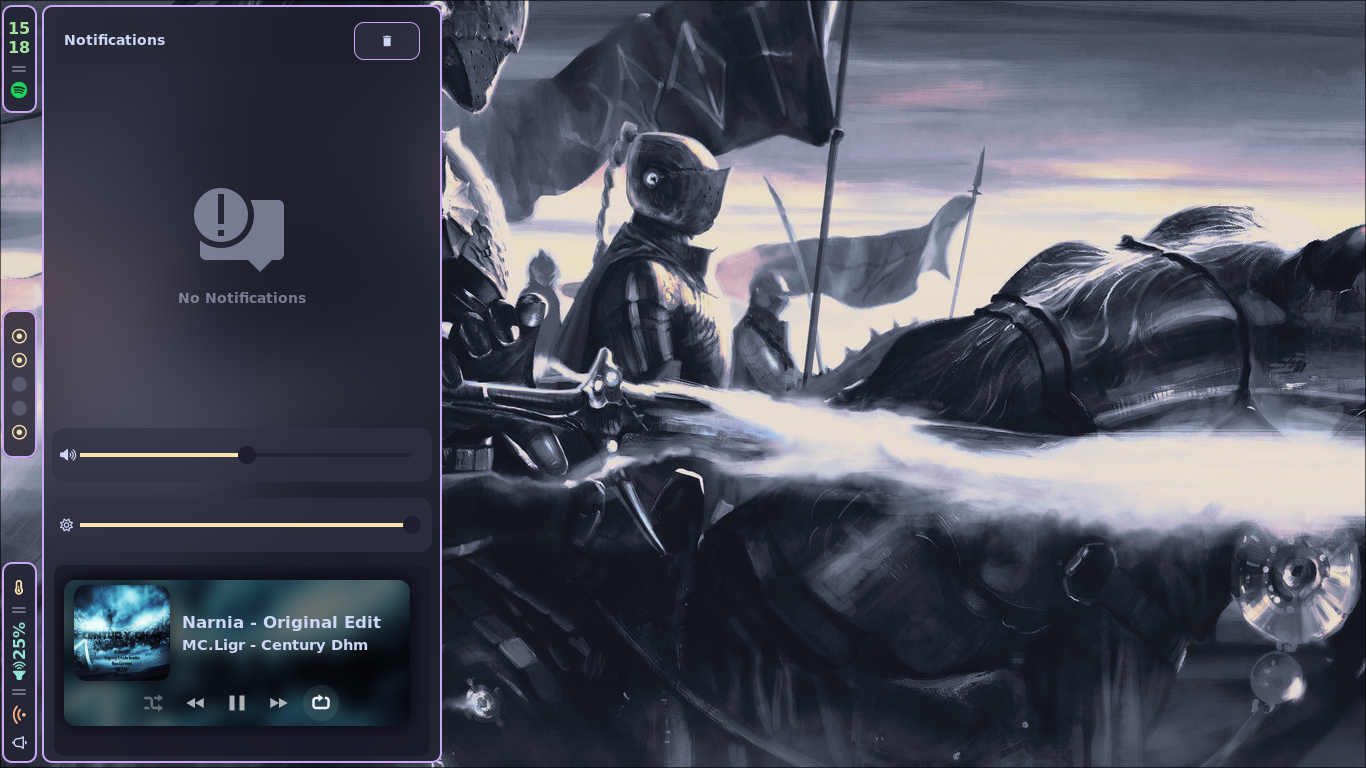 15
18
Notifications
No Notifications
25%
Narnia - Original Edit
MC.Ligr - Century Dhm